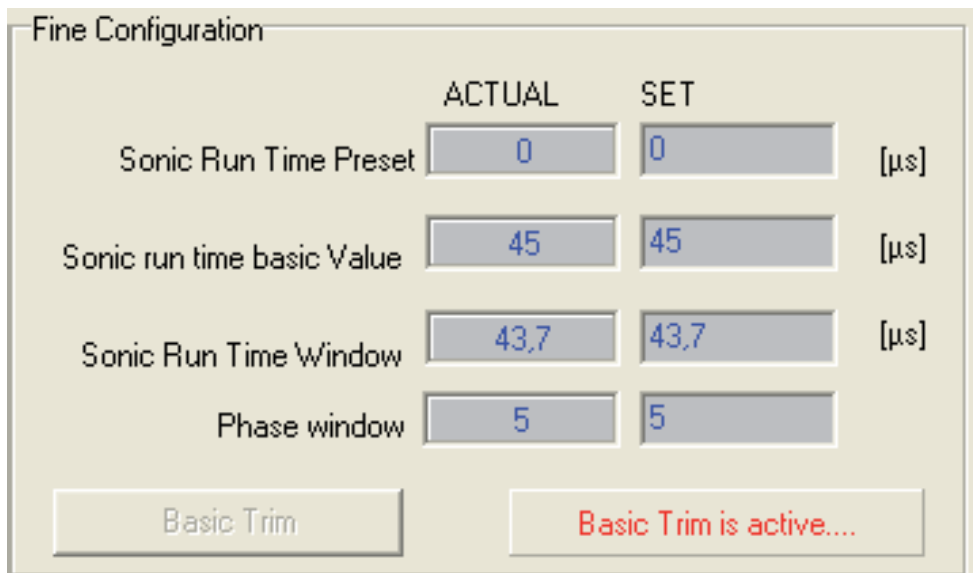 Fine Configuration
ACTUAL SET
Sonic Run Time Preset 0 0 [µs]
Sonic run time basic Value 45 45 [µs]
Sonic Run Time Window 43,7 43,7 [µs]
Phase window 5 5
Basic Trim Basic Trim is active....